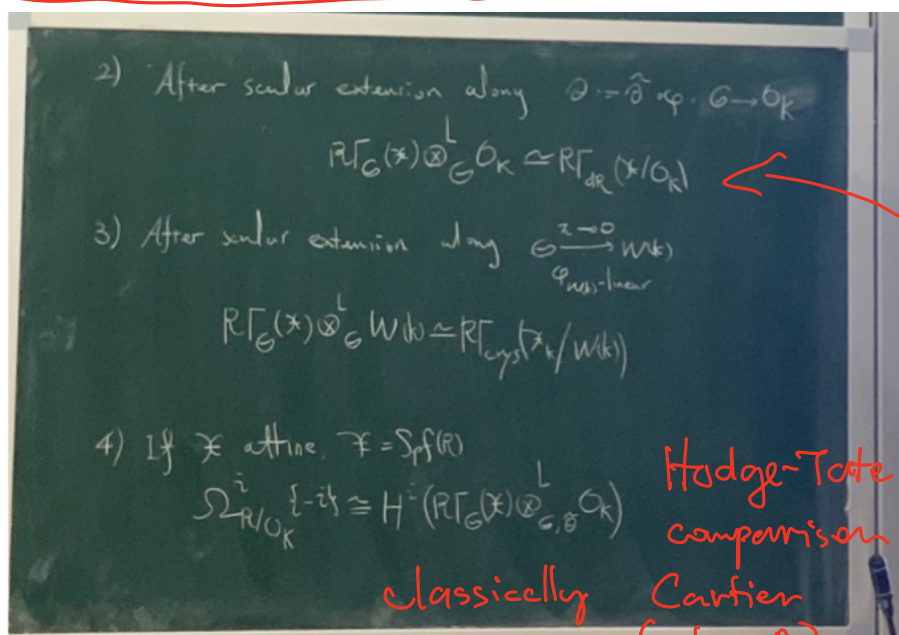 2) After scalar extension along θ := θ̃∘φ : 𝔖→O_K
RΓ_𝔖(𝔛)⊗^L_𝔖 O_K ≃ RΓ_dR(𝔛/O_K)
3) After scalar extension along 𝔖 →^{z→0}_{φ_{W(k)}-linear} W(k)
RΓ_𝔖(𝔛)⊗^L_𝔖 W(k) ≃ RΓ_crys(𝔛_k/W(k))
4) If 𝔛 affine, 𝔛 = Spf(R)
Ω^i_{R/O_K}{-i} ≅ H^i(RΓ_𝔖(𝔛)⊗^L_{𝔖,θ̃} O_K)
Hodge-Tate
comparison
classically Cartier